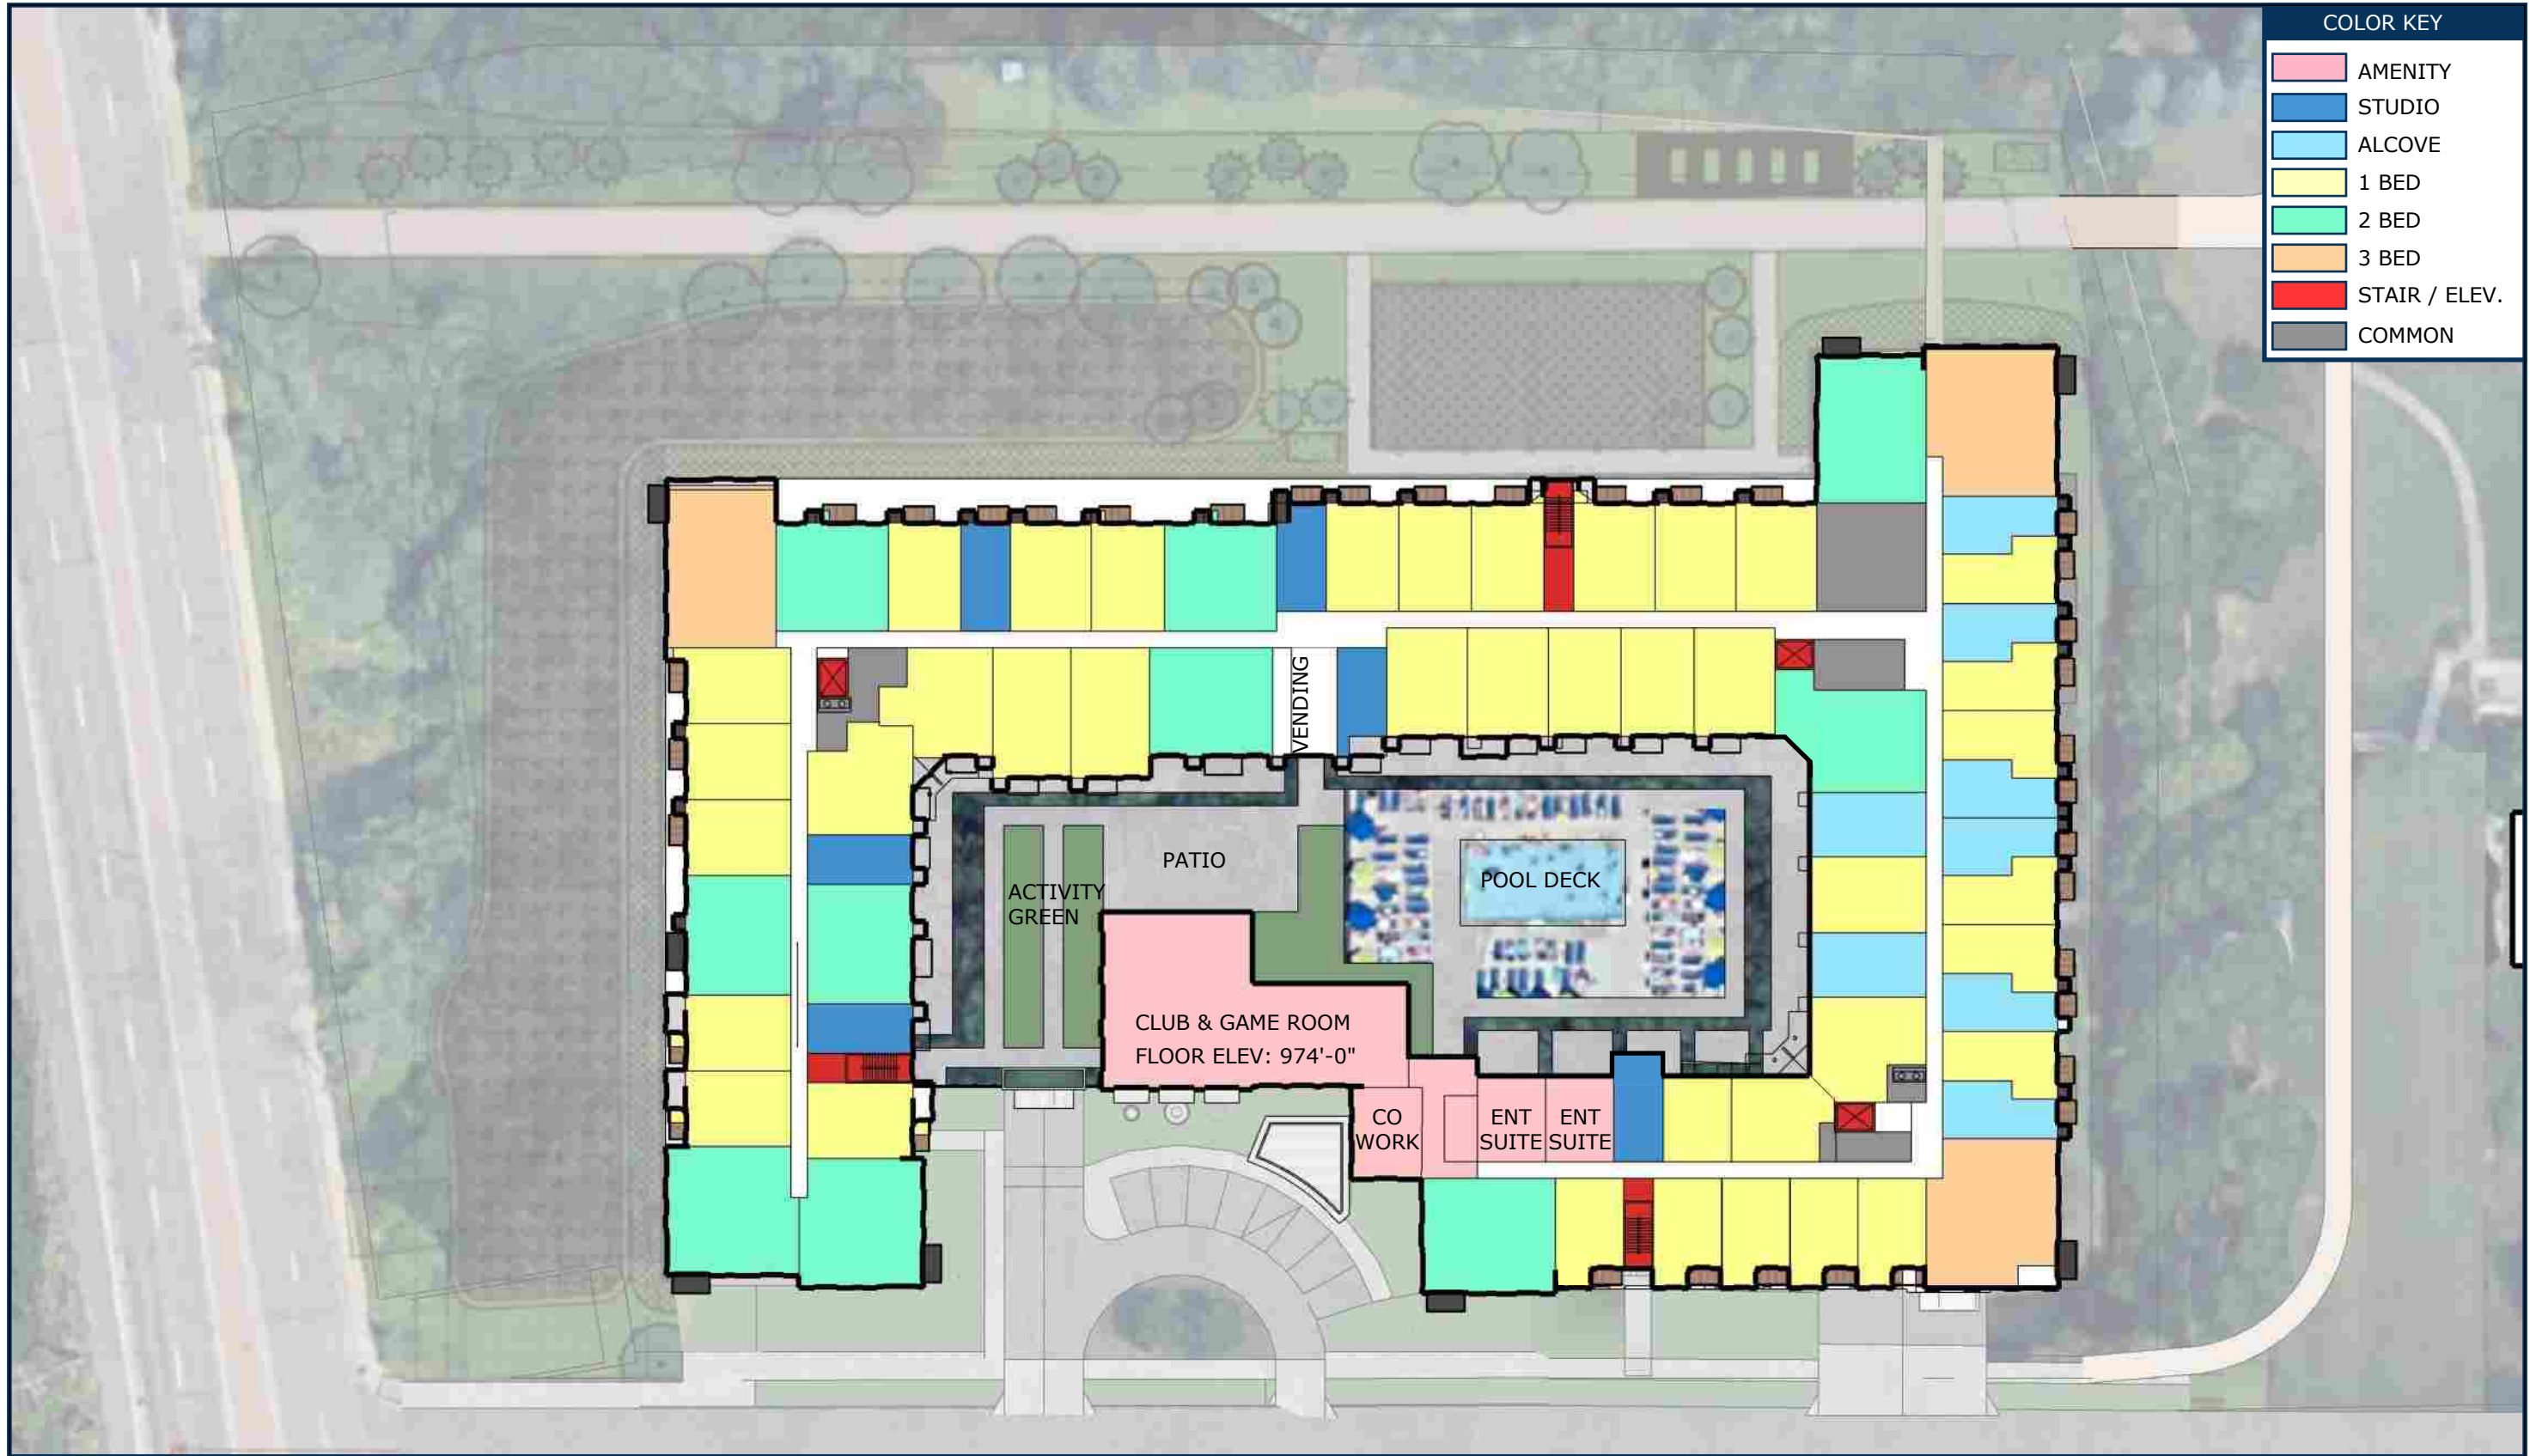 COLOR KEY
AMENITY
STUDIO
ALCOVE
1 BED
2 BED
3 BED
STAIR / ELEV.
COMMON
VENDING
PATIO
ACTIVITY
GREEN
POOL DECK
CLUB & GAME ROOM
FLOOR ELEV: 974'-0"
CO
WORK
ENT
SUITE
ENT
SUITE